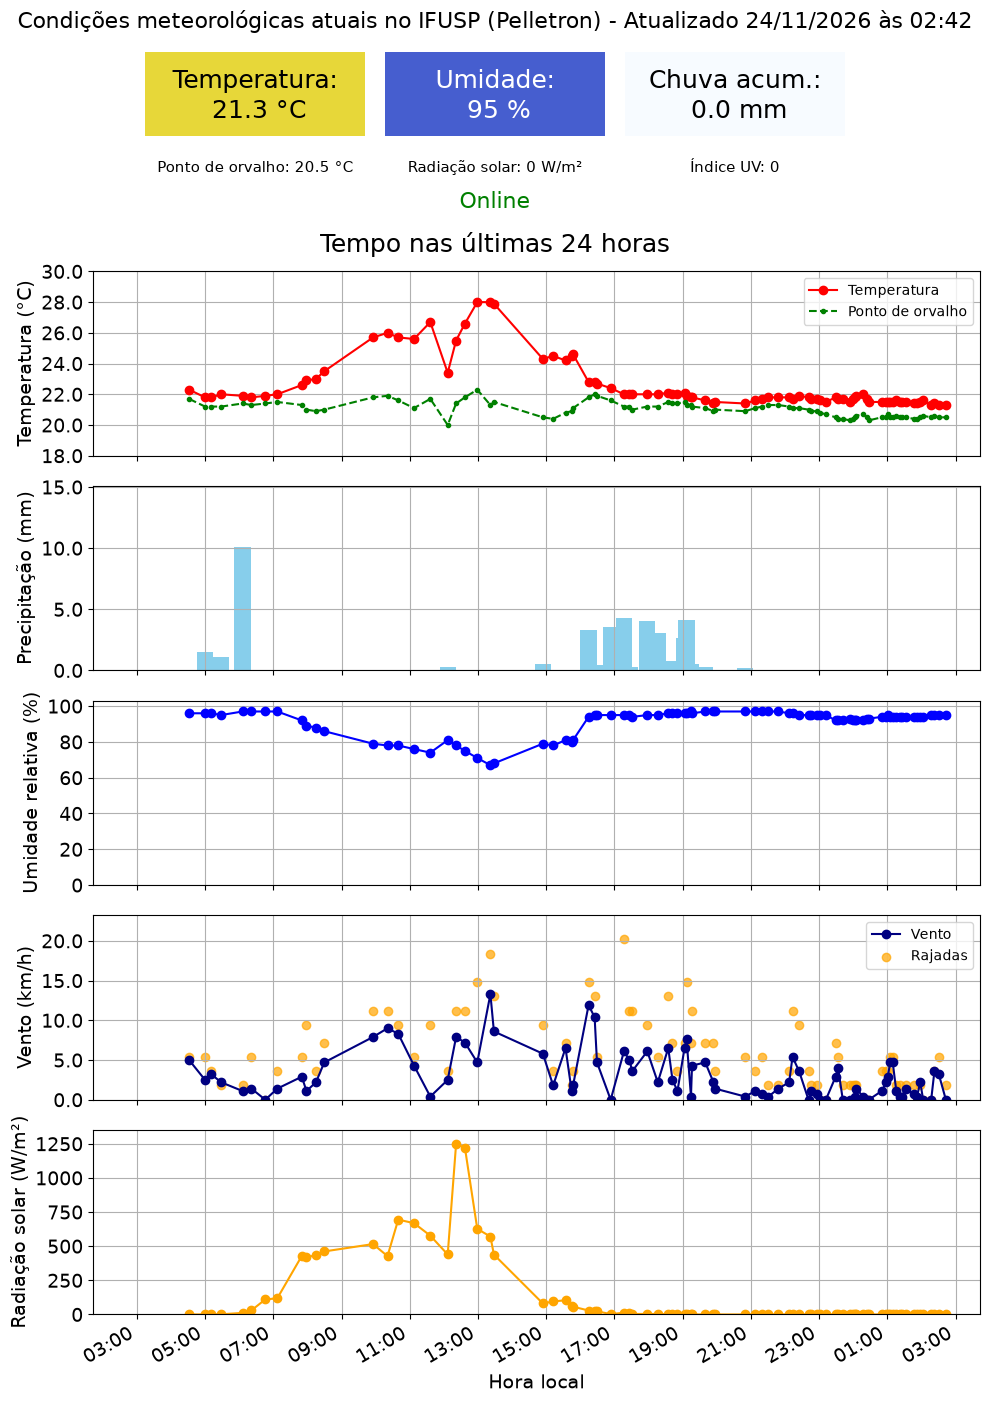 Condições meteorológicas atuais no IFUSP (Pelletron) - Atualizado 24/11/2026 às 02:42
Temperatura:
21.3 °C
Umidade:
95 %
Chuva acum.:
0.0 mm
Ponto de orvalho: 20.5 °C
Radiação solar: 0 W/m²
Índice UV: 0
Online
Tempo nas últimas 24 horas
Temperatura (°C)
30.0
28.0
26.0
24.0
22.0
20.0
18.0
Temperatura
Ponto de orvalho
Precipitação (mm)
15.0
10.0
5.0
0.0
Umidade relativa (%)
100
80
60
40
20
0
Vento (km/h)
20.0
15.0
10.0
5.0
0.0
Vento
Rajadas
Radiação solar (W/m²)
1250
1000
750
500
250
0
03:00 05:00 07:00 09:00 11:00 13:00 15:00 17:00 19:00 21:00 23:00 01:00 03:00
Hora local